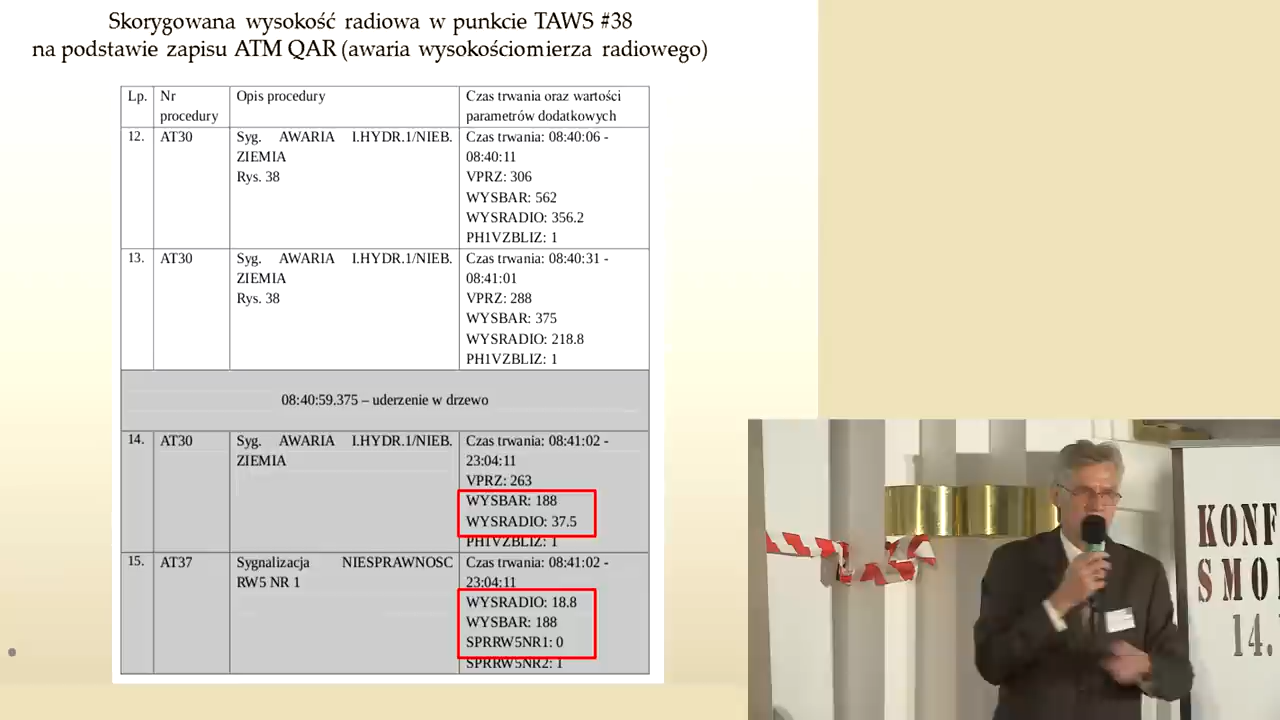 Skorygowana wysokość radiowa w punkcie TAWS #38
na podstawie zapisu ATM QAR (awaria wysokościomierza radiowego)
Lp. Nr procedury Opis procedury Czas trwania oraz wartości parametrów dodatkowych
12. AT30 Syg. AWARIA I.HYDR.1/NIEB. Czas trwania: 08:40:06 -
ZIEMIA 08:40:11
Rys. 38 VPRZ: 306
WYSBAR: 562
WYSRADIO: 356.2
PH1VZBLIZ: 1
13. AT30 Syg. AWARIA I.HYDR.1/NIEB. Czas trwania: 08:40:31 -
ZIEMIA 08:41:01
Rys. 38 VPRZ: 288
WYSBAR: 375
WYSRADIO: 218.8
PH1VZBLIZ: 1
08:40:59.375 – uderzenie w drzewo
14. AT30 Syg. AWARIA I.HYDR.1/NIEB. Czas trwania: 08:41:02 -
ZIEMIA 23:04:11
VPRZ: 263
WYSBAR: 188
WYSRADIO: 37.5
PH1VZBLIZ: 1
15. AT37 Sygnalizacja NIESPRAWNOSC Czas trwania: 08:41:02 -
RW5 NR 1 23:04:11
WYSRADIO: 18.8
WYSBAR: 188
SPRRW5NR1: 0
SPRRW5NR2: 1
KONF
SMO
14.